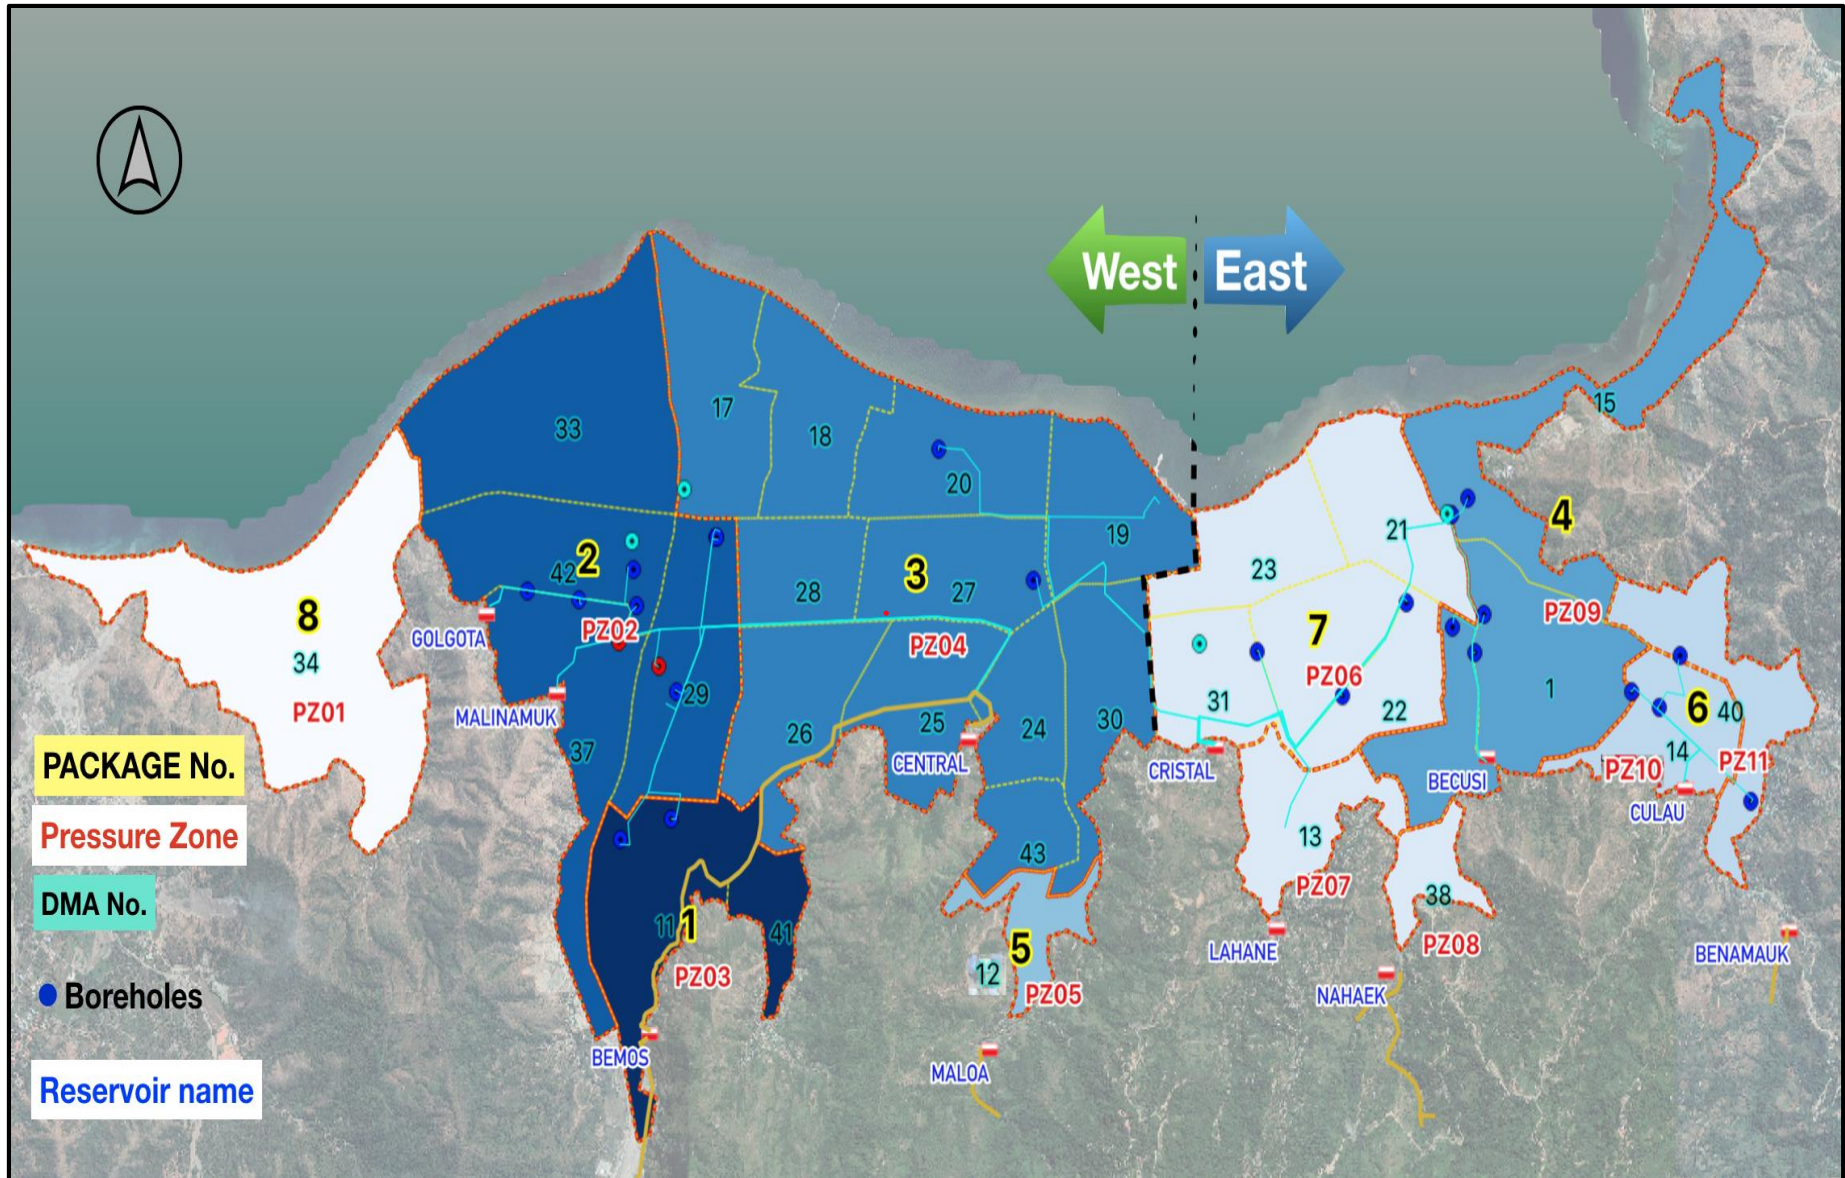 West
East
15
17
33
18
20
4
19
21
2
42
3
23
28
27
8
PZ09
GOLGOTA
PZ02
7
PZ04
34
PZ06
1
29
31
6
40
PZ01
MALINAMUK
22
25
30
26
24
37
14
PACKAGE No.
CENTRAL
CRISTAL
PZ10
PZ11
BECUSI
CULAU
Pressure Zone
13
43
PZ07
38
DMA No.
11
1
41
5
PZ08
LAHANE
BENAMAUK
PZ03
12
PZ05
NAHAEK
Boreholes
BEMOS
MALOA
Reservoir name